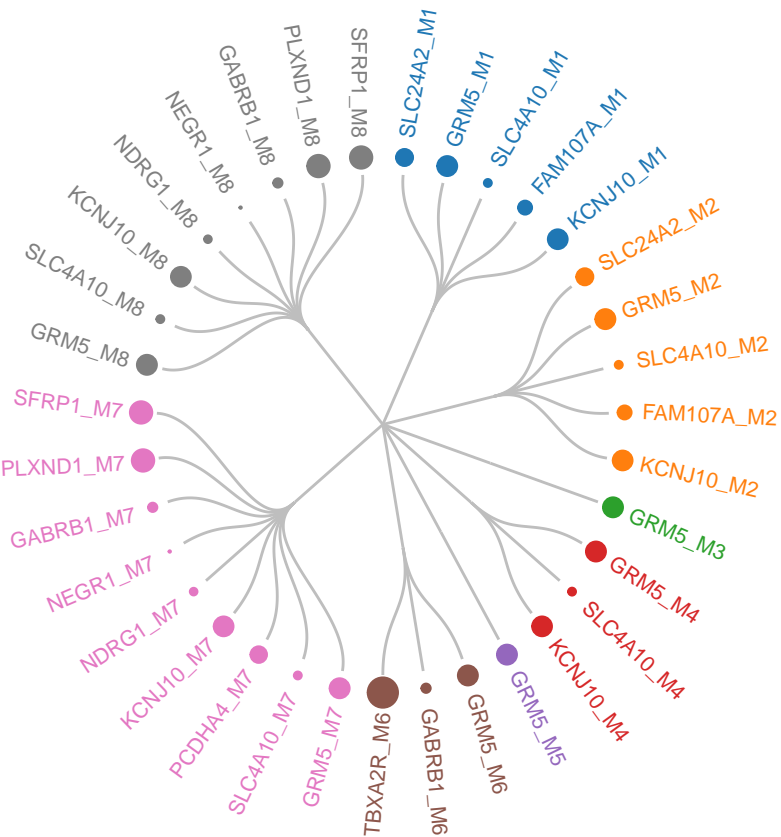 SLC24A2_M1
GRM5_M1
SLC4A10_M1
FAM107A_M1
KCNJ10_M1
SLC24A2_M2
GRM5_M2
SLC4A10_M2
FAM107A_M2
KCNJ10_M2
GRM5_M3
GRM5_M4
SLC4A10_M4
KCNJ10_M4
GRM5_M5
GRM5_M6
GABRB1_M6
TBXA2R_M6
GRM5_M7
SLC4A10_M7
PCDHA4_M7
KCNJ10_M7
NDRG1_M7
NEGR1_M7
GABRB1_M7
PLXND1_M7
SFRP1_M7
GRM5_M8
SLC4A10_M8
KCNJ10_M8
NDRG1_M8
NEGR1_M8
GABRB1_M8
PLXND1_M8
SFRP1_M8